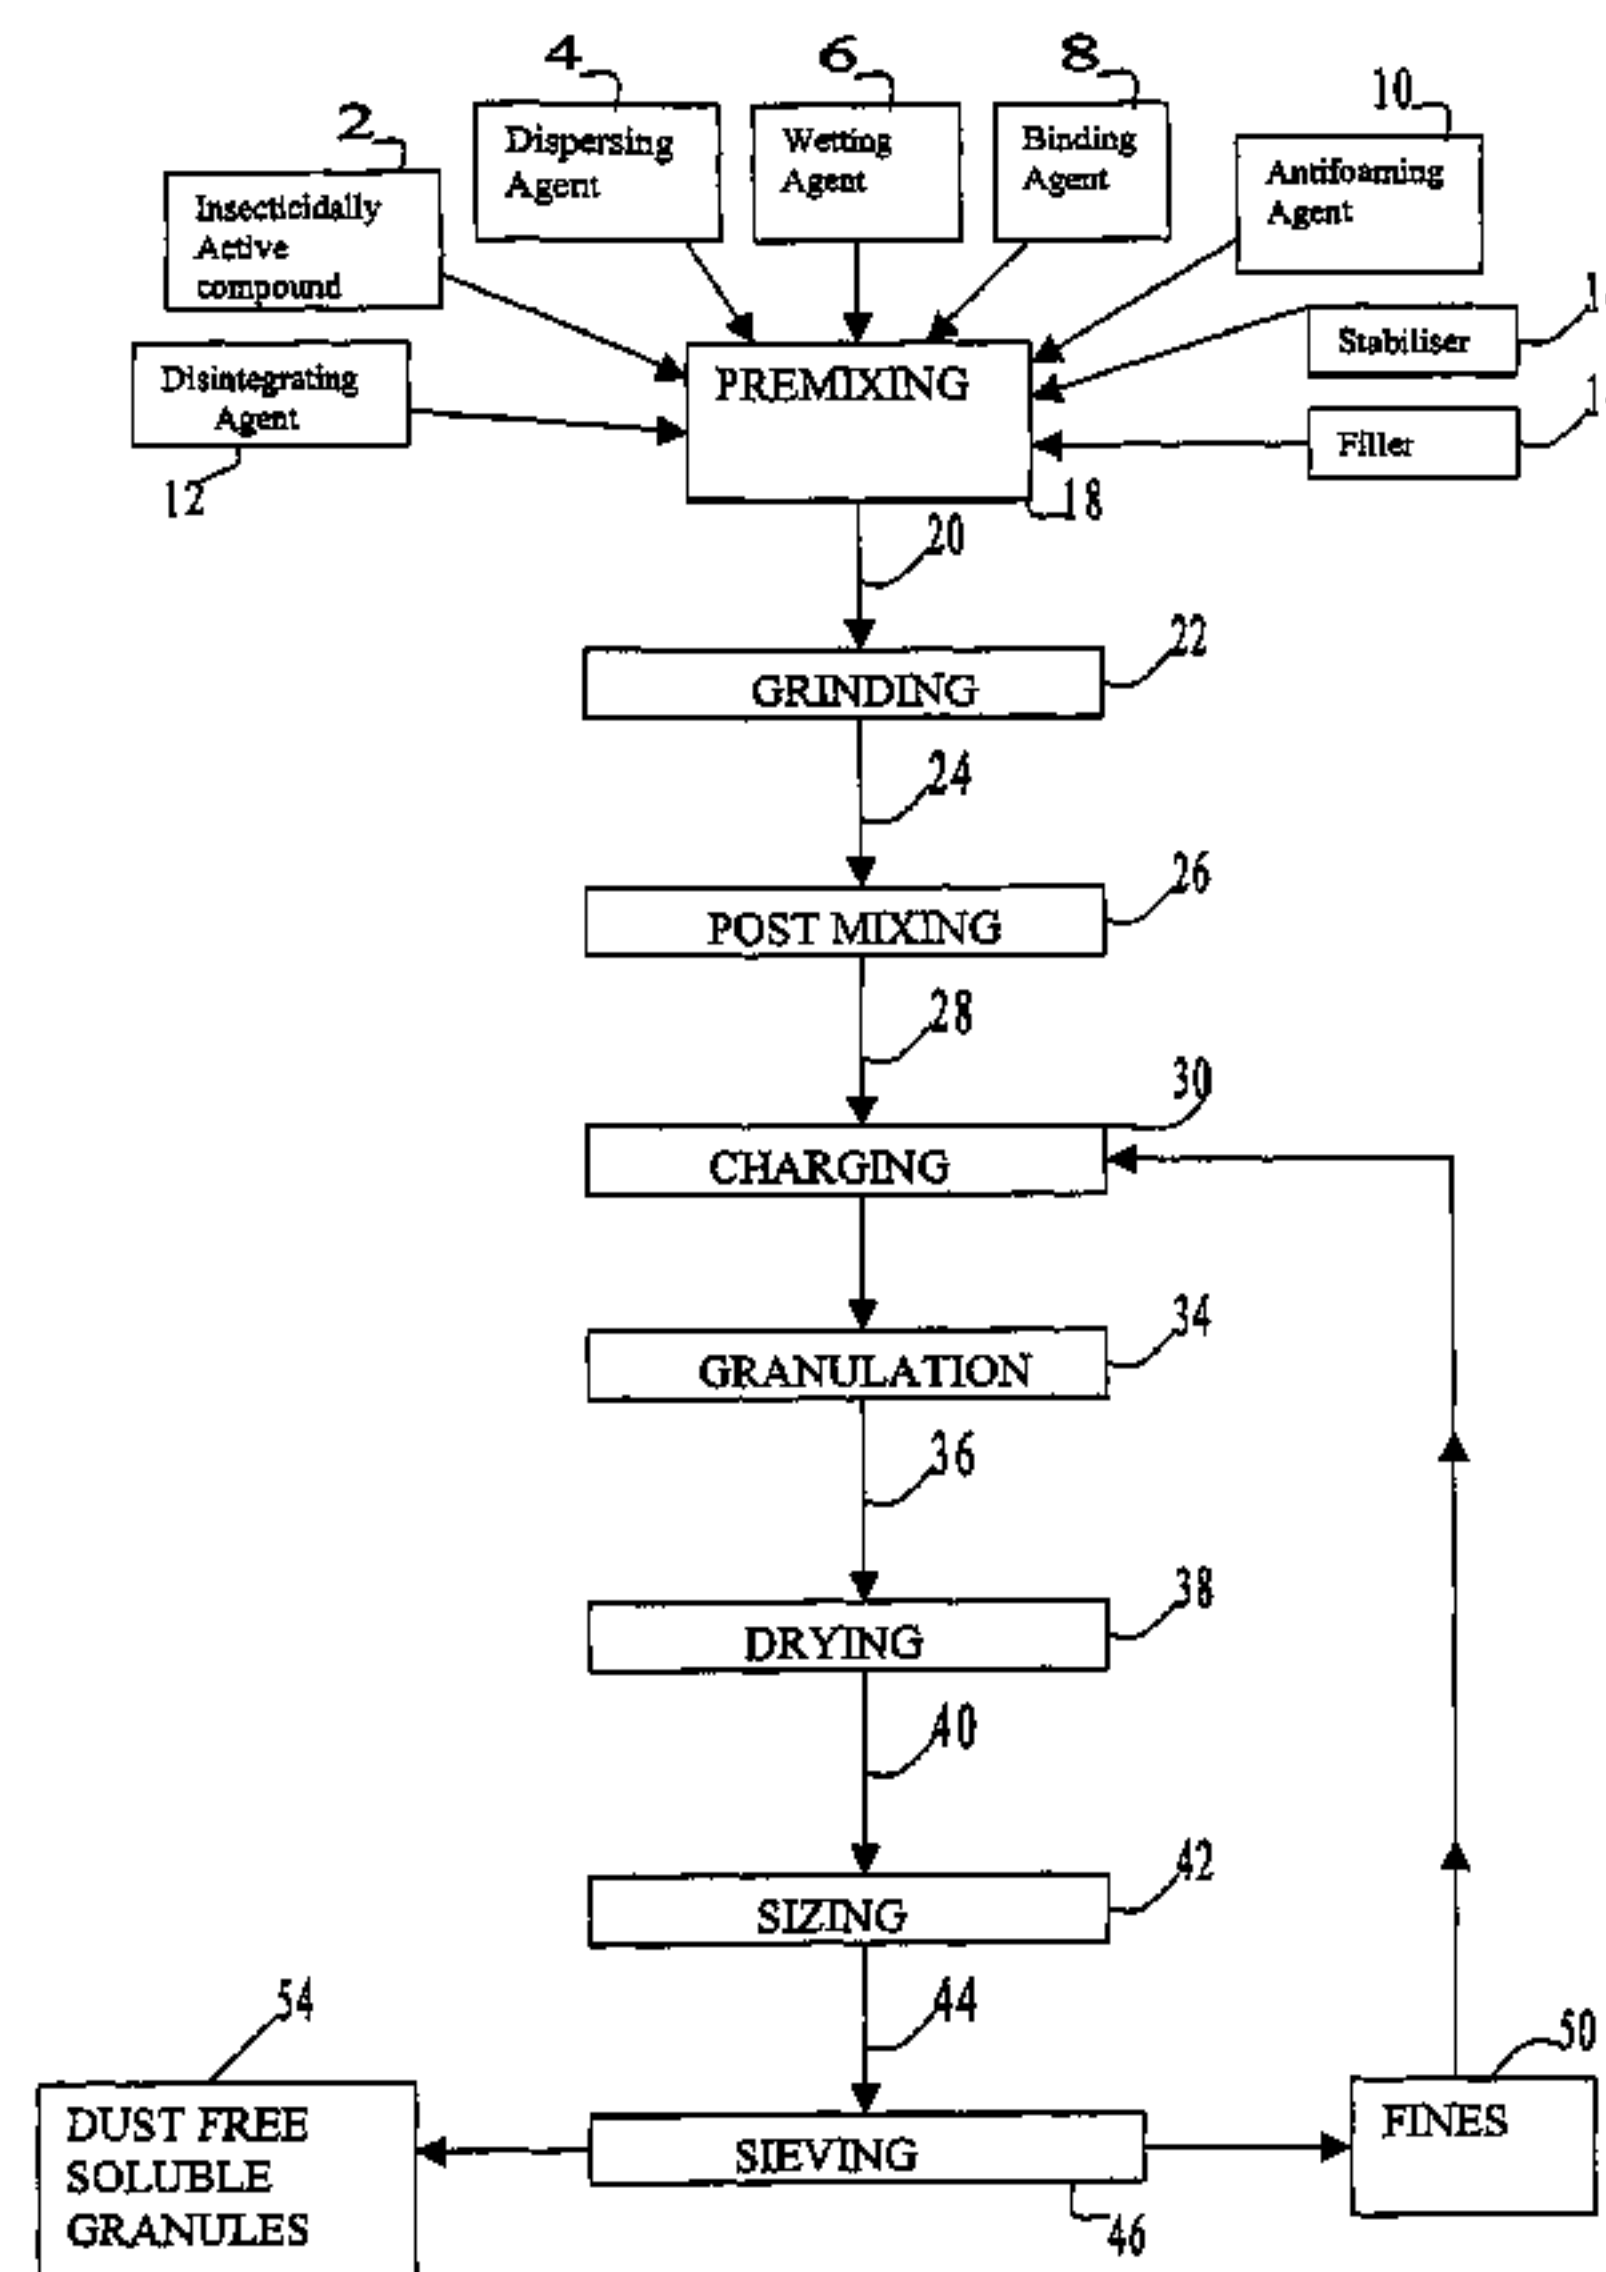 4
6
8
10
2
Dispersing
Agent
Wetting
Agent
Binding
Agent
Antifoaming
Agent
Insecticidally
Active
compound
Stabiliser
Disintegrating
Agent
PREMIXING
Filler
12
18
20
22
GRINDING
24
26
POST MIXING
28
30
CHARGING
34
GRANULATION
36
38
DRYING
40
42
SIZING
44
54
50
DUST FREE
SOLUBLE
GRANULES
SIEVING
FINES
46